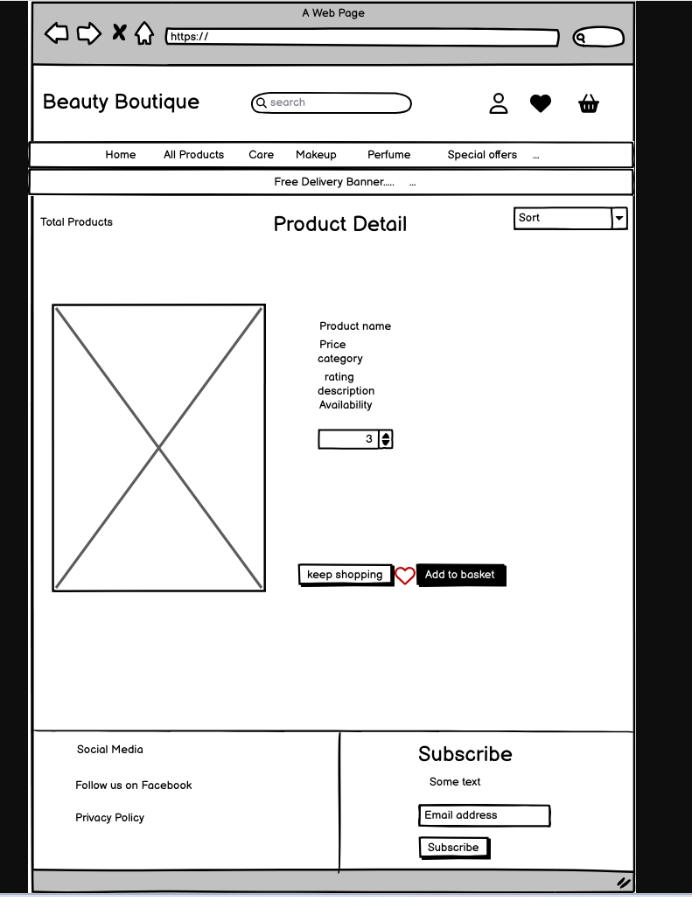 A Web Page
https://
Beauty Boutique
search
Home All Products Care Makeup Perfume Special offers ...
Free Delivery Banner..... ...
Total Products
Product Detail
Sort
Product name
Price
category
rating
description
Availability
3
keep shopping
Add to basket
Social Media
Follow us on Facebook
Privacy Policy
Subscribe
Some text
Email address
Subscribe